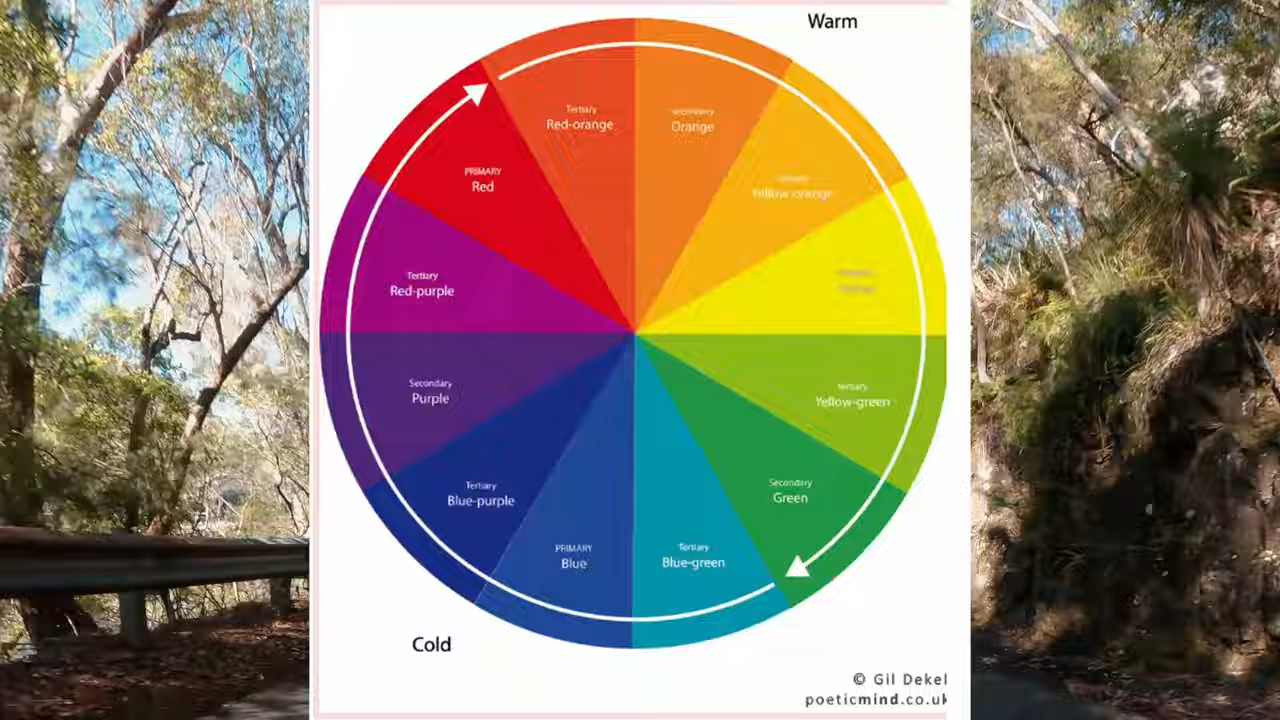 Warm
Tertiary
Red-orange
Secondary
Orange
Yellow-orange
PRIMARY
Red
Tertiary
Red-purple
Secondary
Purple
Tertiary
Yellow-green
Tertiary
Blue-purple
Secondary
Green
PRIMARY
Blue
Tertiary
Blue-green
Cold
© Gil Dekel
poeticmind.co.uk